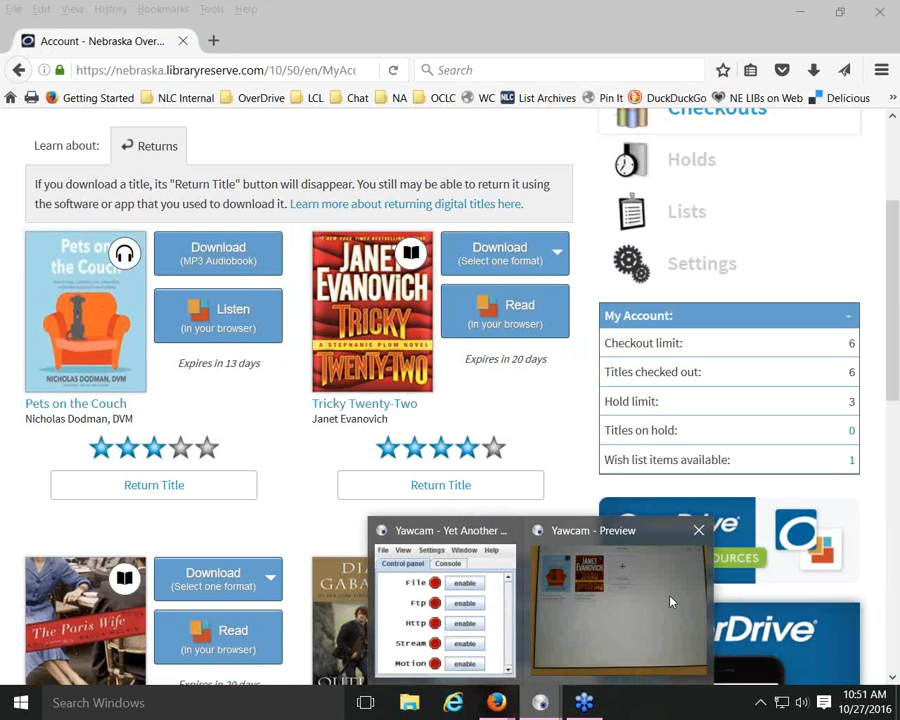 File Edit View History Bookmarks Tools Help
Account - Nebraska Over...
https://nebraska.libraryreserve.com/10/50/en/MyAcc
Search
Getting Started NLC Internal OverDrive LCL Chat NA OCLC WC NLC List Archives Pin It DuckDuckGo NE LIBs on Web Delicious
Learn about: Returns
If you download a title, its "Return Title" button will disappear. You still may be able to return it using
the software or app that you used to download it. Learn more about returning digital titles here.
Pets on
the Couch
NICHOLAS DODMAN, DVM
Download
(MP3 Audiobook)
Listen
(In your browser)
Expires in 13 days
Pets on the Couch
Nicholas Dodman, DVM
Return Title
JANET
EVANOVICH
TRICKY
A STEPHANIE PLUM NOVEL
TWENTY-TWO
Download
(Select one format)
Read
(In your browser)
Expires in 20 days
Tricky Twenty-Two
Janet Evanovich
Return Title
The Paris Wife
Download
(Select one format)
Read
(In your browser)
Expires in 20 days
DIA
GABA
Checkouts
Holds
Lists
Settings
My Account: -
Checkout limit: 6
Titles checked out: 6
Hold limit: 3
Titles on hold: 0
Wish list items available: 1
Drive
OURCES
erDrive
Yawcam - Yet Another ...
File View Settings Window Help
Control panel Console
File enable
Ftp enable
Http enable
Stream enable
Motion enable
Yawcam - Preview
Search Windows
10:51 AM
10/27/2016